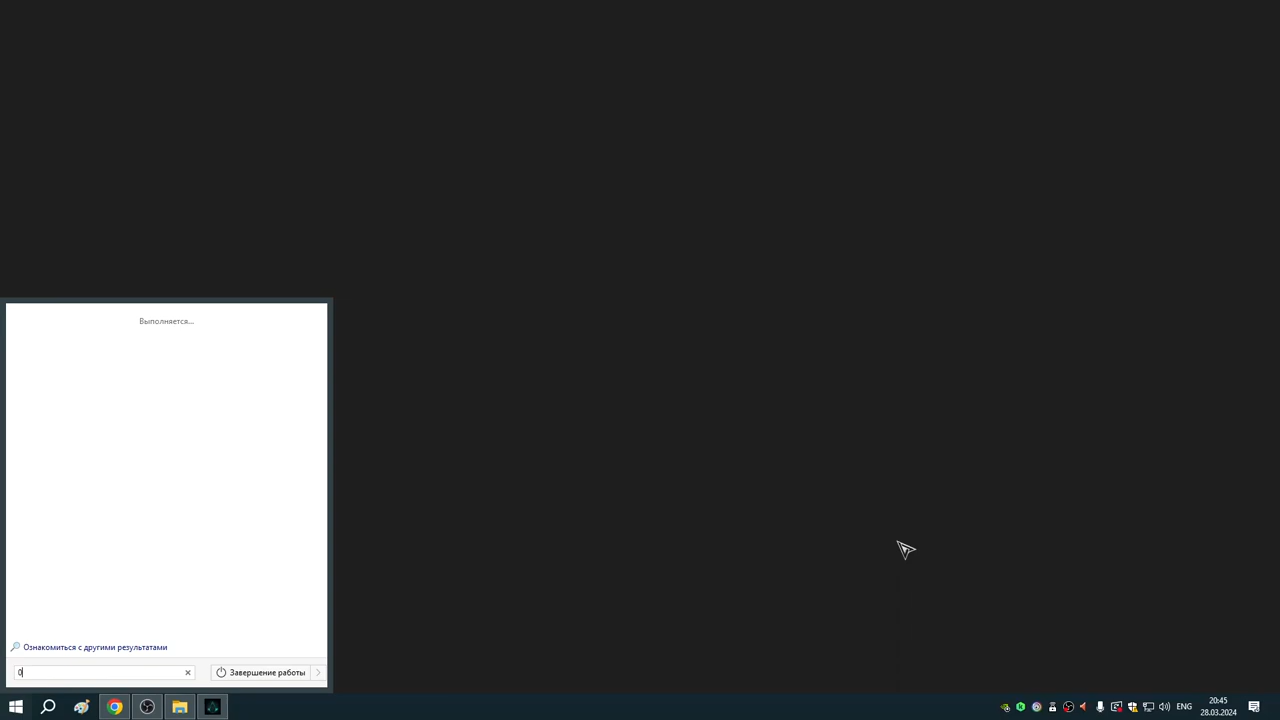 Выполняется...
Ознакомиться с другими результатами
0
Завершение работы
ENG
20:45
28.03.2024